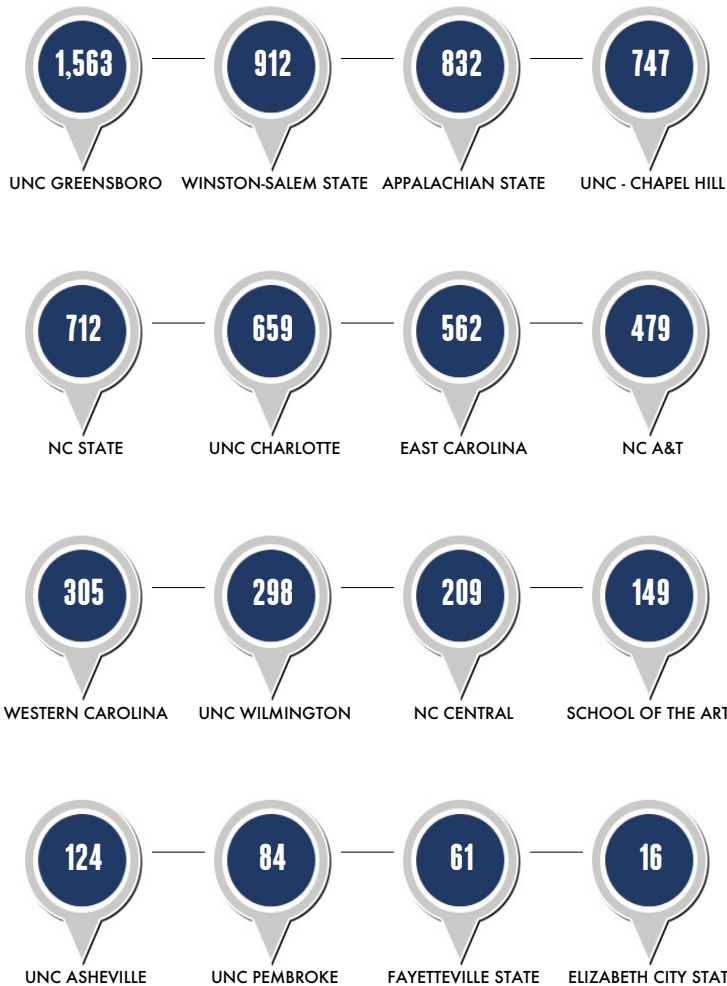 1,563 912 832 747
UNC GREENSBORO WINSTON-SALEM STATE APPALACHIAN STATE UNC - CHAPEL HILL
712 659 562 479
NC STATE UNC CHARLOTTE EAST CAROLINA NC A&T
305 298 209 149
WESTERN CAROLINA UNC WILMINGTON NC CENTRAL SCHOOL OF THE ART
124 84 61 16
UNC ASHEVILLE UNC PEMBROKE FAYETTEVILLE STATE ELIZABETH CITY STAT